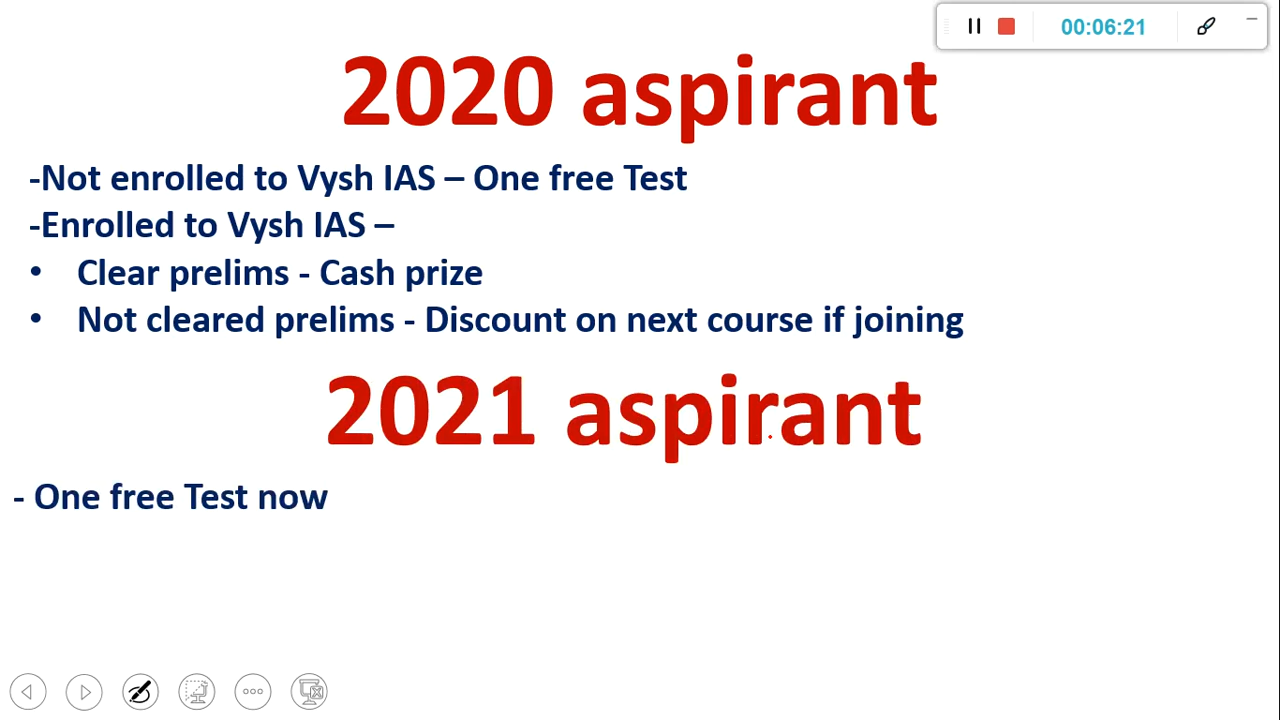 00:06:21
2020 aspirant
-Not enrolled to Vysh IAS – One free Test
-Enrolled to Vysh IAS –
• Clear prelims - Cash prize
• Not cleared prelims - Discount on next course if joining
2021 aspirant
- One free Test now